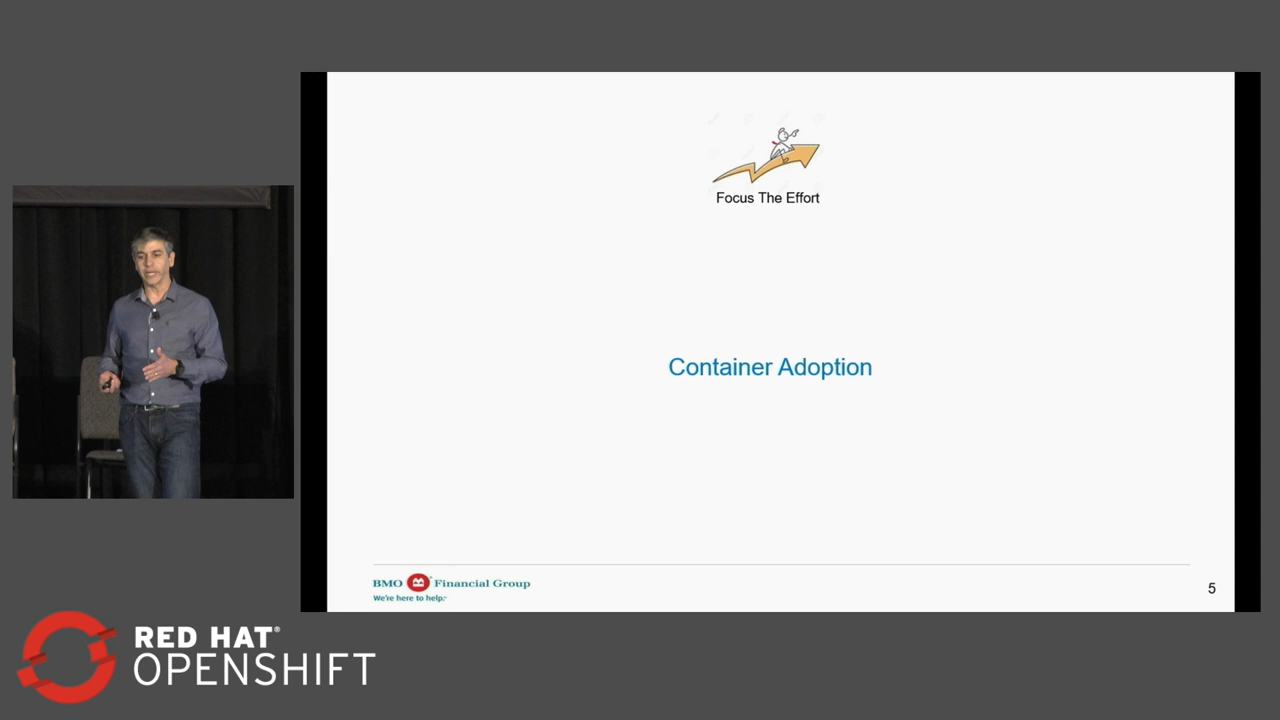 Focus The Effort
Container Adoption
BMO Financial Group
We're here to help.
5
RED HAT®
OPENSHIFT